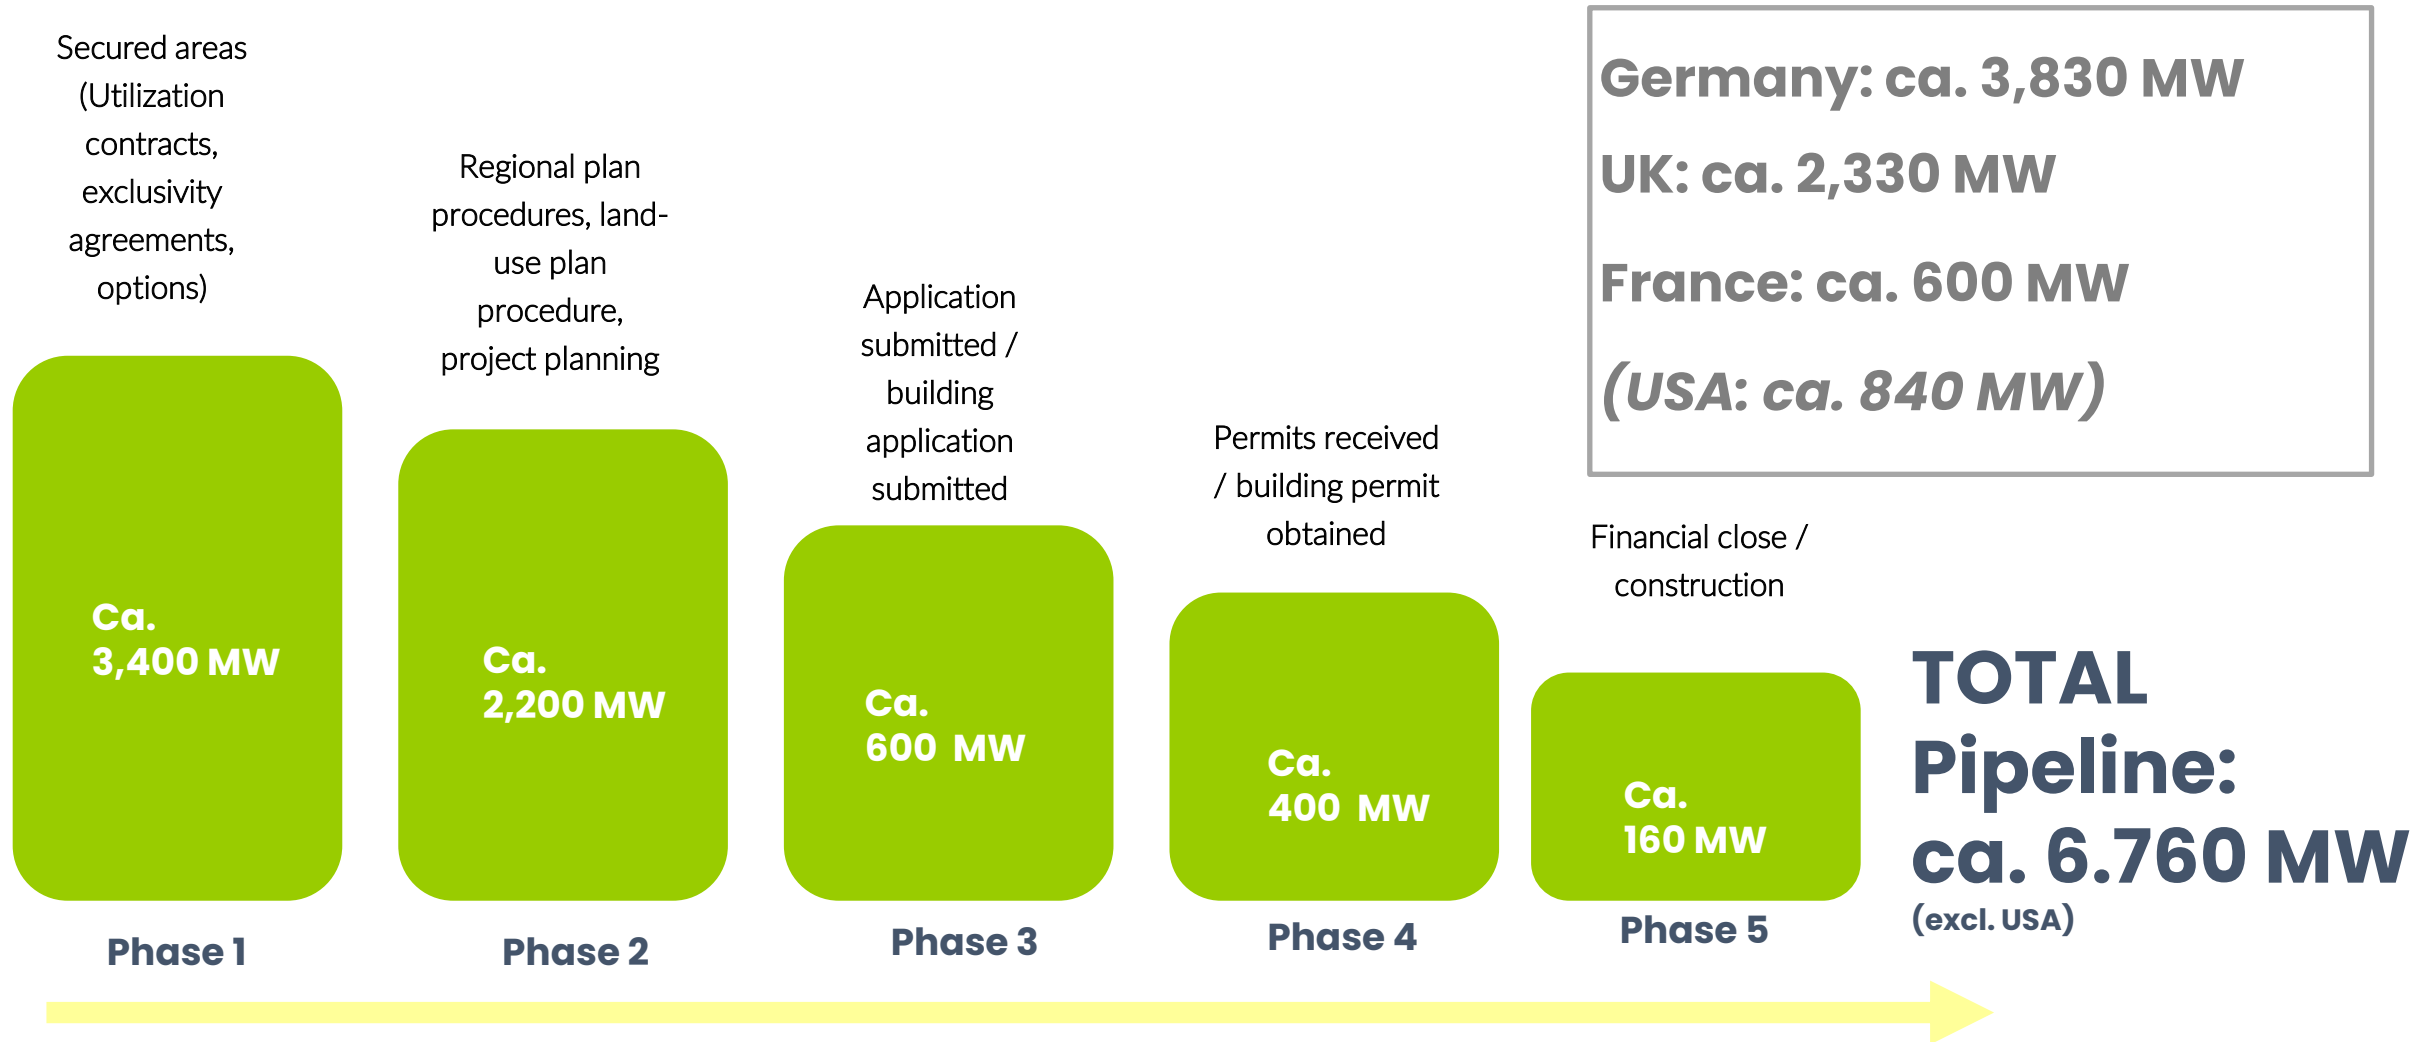 Secured areas
(Utilization
contracts,
exclusivity
agreements,
options)
Ca.
3,400 MW
Phase 1
Regional plan
procedures, land-
use plan
procedure,
project planning
Ca.
2,200 MW
Phase 2
Application
submitted /
building
application
submitted
Ca.
600 MW
Phase 3
Permits received
/ building permit
obtained
Ca.
400 MW
Phase 4
Financial close /
construction
Ca.
160 MW
Phase 5
Germany: ca. 3,830 MW
UK: ca. 2,330 MW
France: ca. 600 MW
(USA: ca. 840 MW)
TOTAL
Pipeline:
ca. 6.760 MW
(excl. USA)